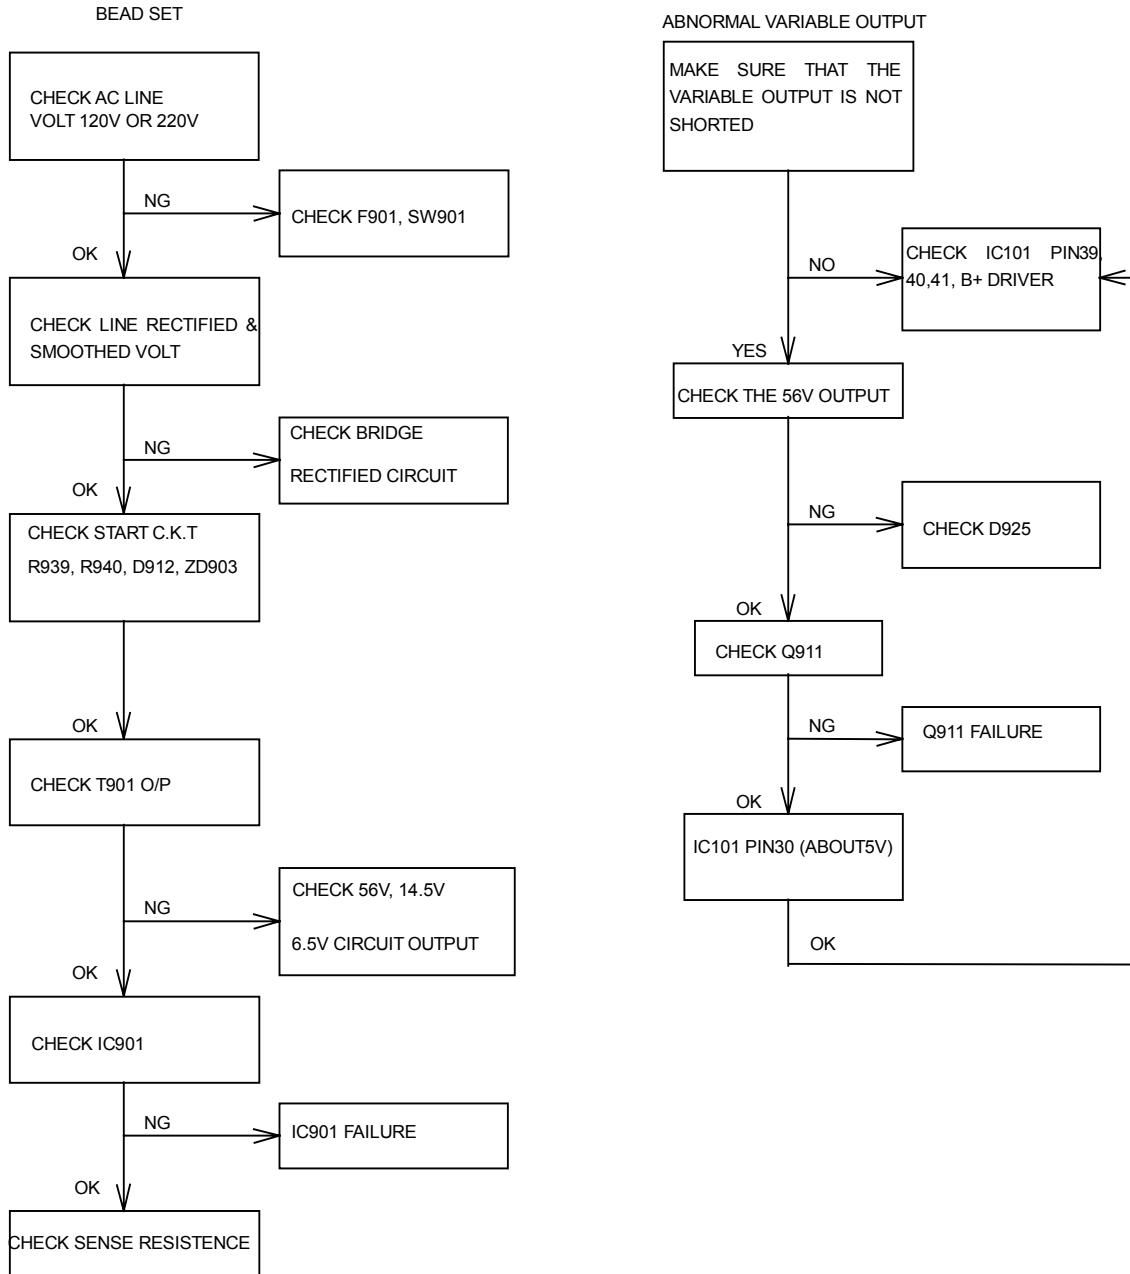 BEAD SET
CHECK AC LINE
VOLT 120V OR 220V
NG
CHECK F901, SW901
OK
CHECK LINE RECTIFIED &
SMOOTHED VOLT
NG
CHECK BRIDGE
RECTIFIED CIRCUIT
OK
CHECK START C.K.T
R939, R940, D912, ZD903
OK
CHECK T901 O/P
NG
CHECK 56V, 14.5V
6.5V CIRCUIT OUTPUT
OK
CHECK IC901
NG
IC901 FAILURE
OK
CHECK SENSE RESISTENCE
ABNORMAL VARIABLE OUTPUT
MAKE SURE THAT THE
VARIABLE OUTPUT IS NOT
SHORTED
NO
CHECK IC101 PIN39,
40,41, B+ DRIVER
YES
CHECK THE 56V OUTPUT
NG
CHECK D925
OK
CHECK Q911
NG
Q911 FAILURE
OK
IC101 PIN30 (ABOUT5V)
OK